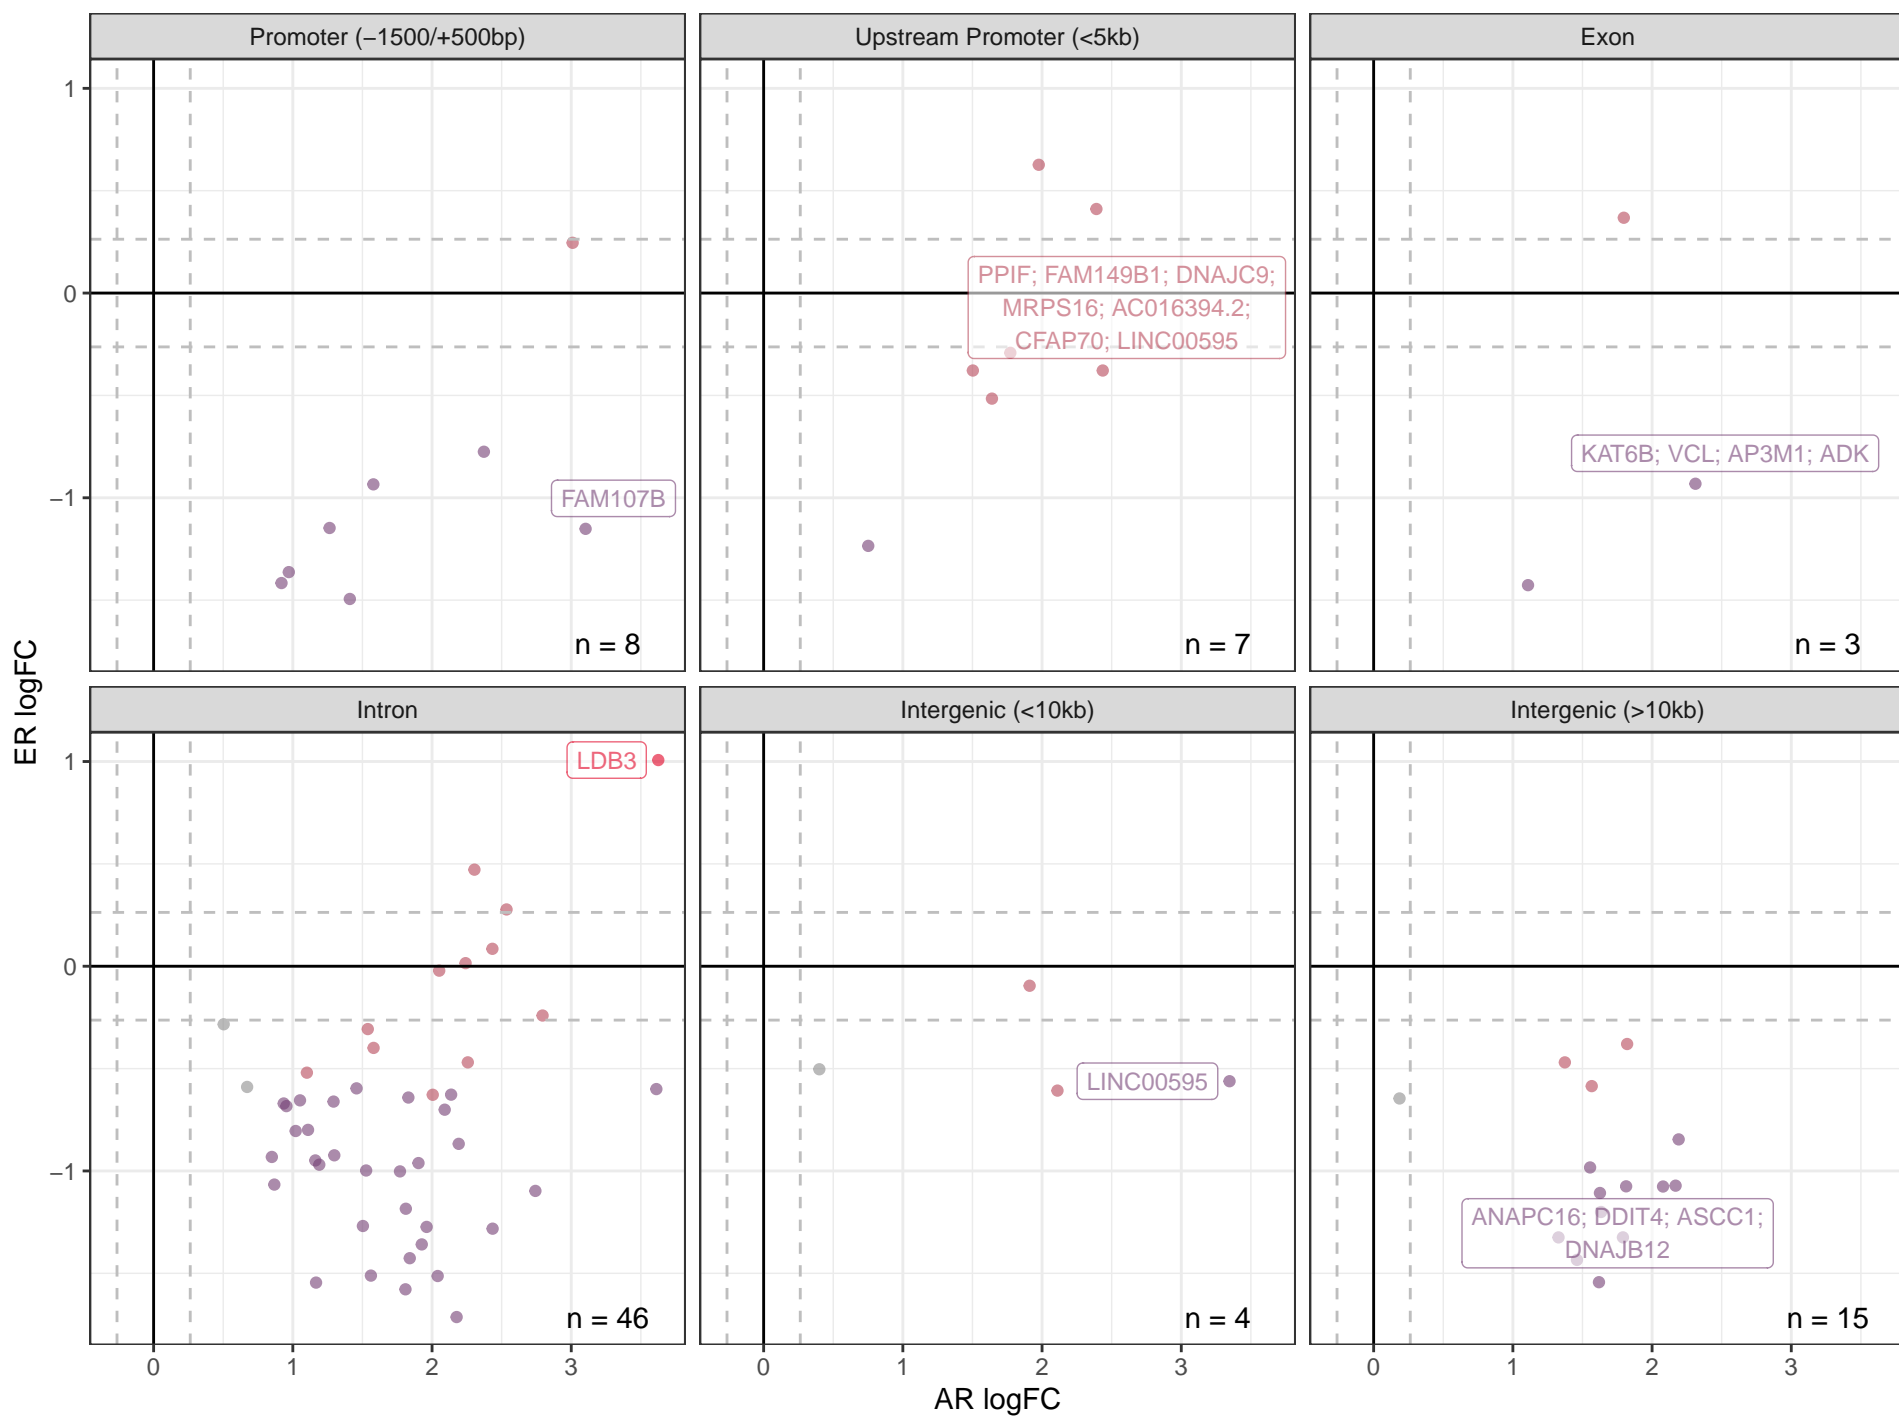 Promoter (−1500/+500bp)
Upstream Promoter (<5kb)
Exon
1
0
−1
PPIF; FAM149B1; DNAJC9;
MRPS16; AC016394.2;
CFAP70; LINC00595
KAT6B; VCL; AP3M1; ADK
FAM107B
n = 8
n = 7
n = 3
ER logFC
Intron
Intergenic (<10kb)
Intergenic (>10kb)
1
0
−1
LDB3
LINC00595
ANAPC16; DDIT4; ASCC1;
DNAJB12
n = 46
n = 4
n = 15
0 1 2 3
0 1 2 3
0 1 2 3
AR logFC